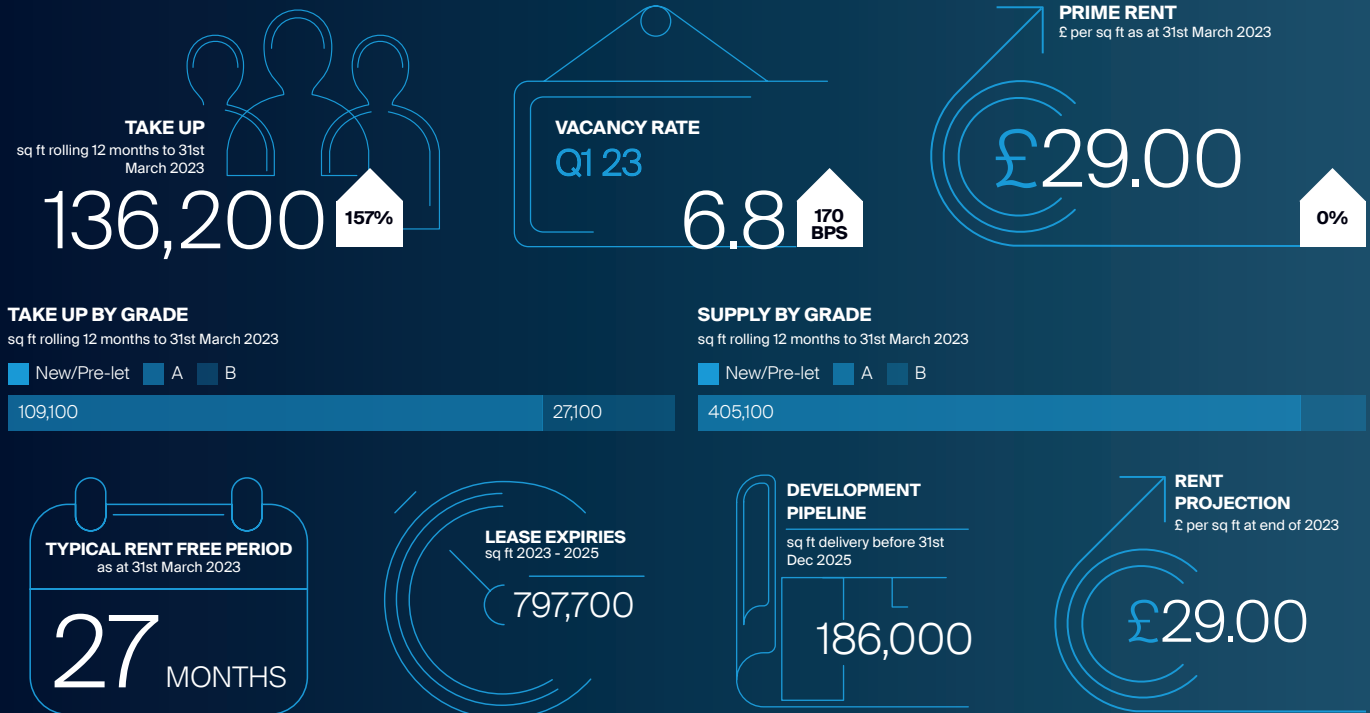 TAKE UP
sq ft rolling 12 months to 31st
March 2023
136,200
157%
VACANCY RATE
Q1 23
6.8
170
BPS
PRIME RENT
£ per sq ft as at 31st March 2023
£29.00
0%
TAKE UP BY GRADE
sq ft rolling 12 months to 31st March 2023
New/Pre-let A B
109,100 27,100
SUPPLY BY GRADE
sq ft rolling 12 months to 31st March 2023
New/Pre-let A B
405,100
TYPICAL RENT FREE PERIOD
as at 31st March 2023
27 MONTHS
LEASE EXPIRIES
sq ft 2023 - 2025
797,700
DEVELOPMENT
PIPELINE
sq ft delivery before 31st
Dec 2025
186,000
RENT
PROJECTION
£ per sq ft at end of 2023
£29.00